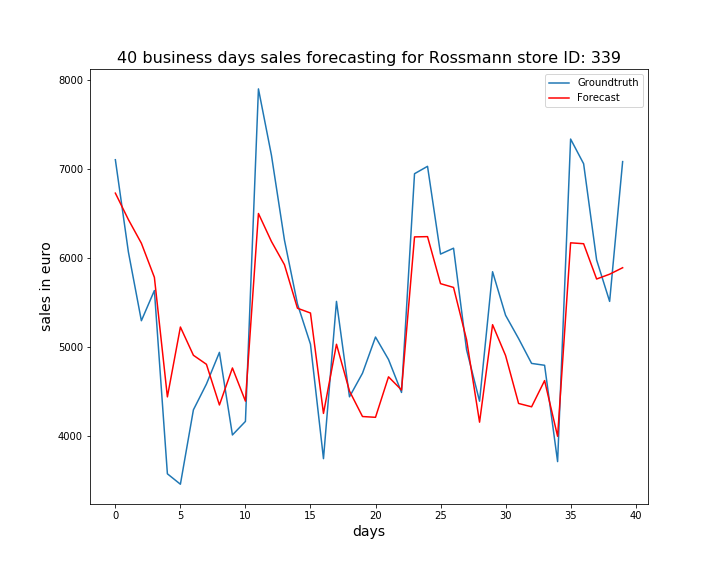 40 business days sales forecasting for Rossmann store ID: 339
Groundtruth
Forecast
sales in euro
8000
7000
6000
5000
4000
0 5 10 15 20 25 30 35 40
days